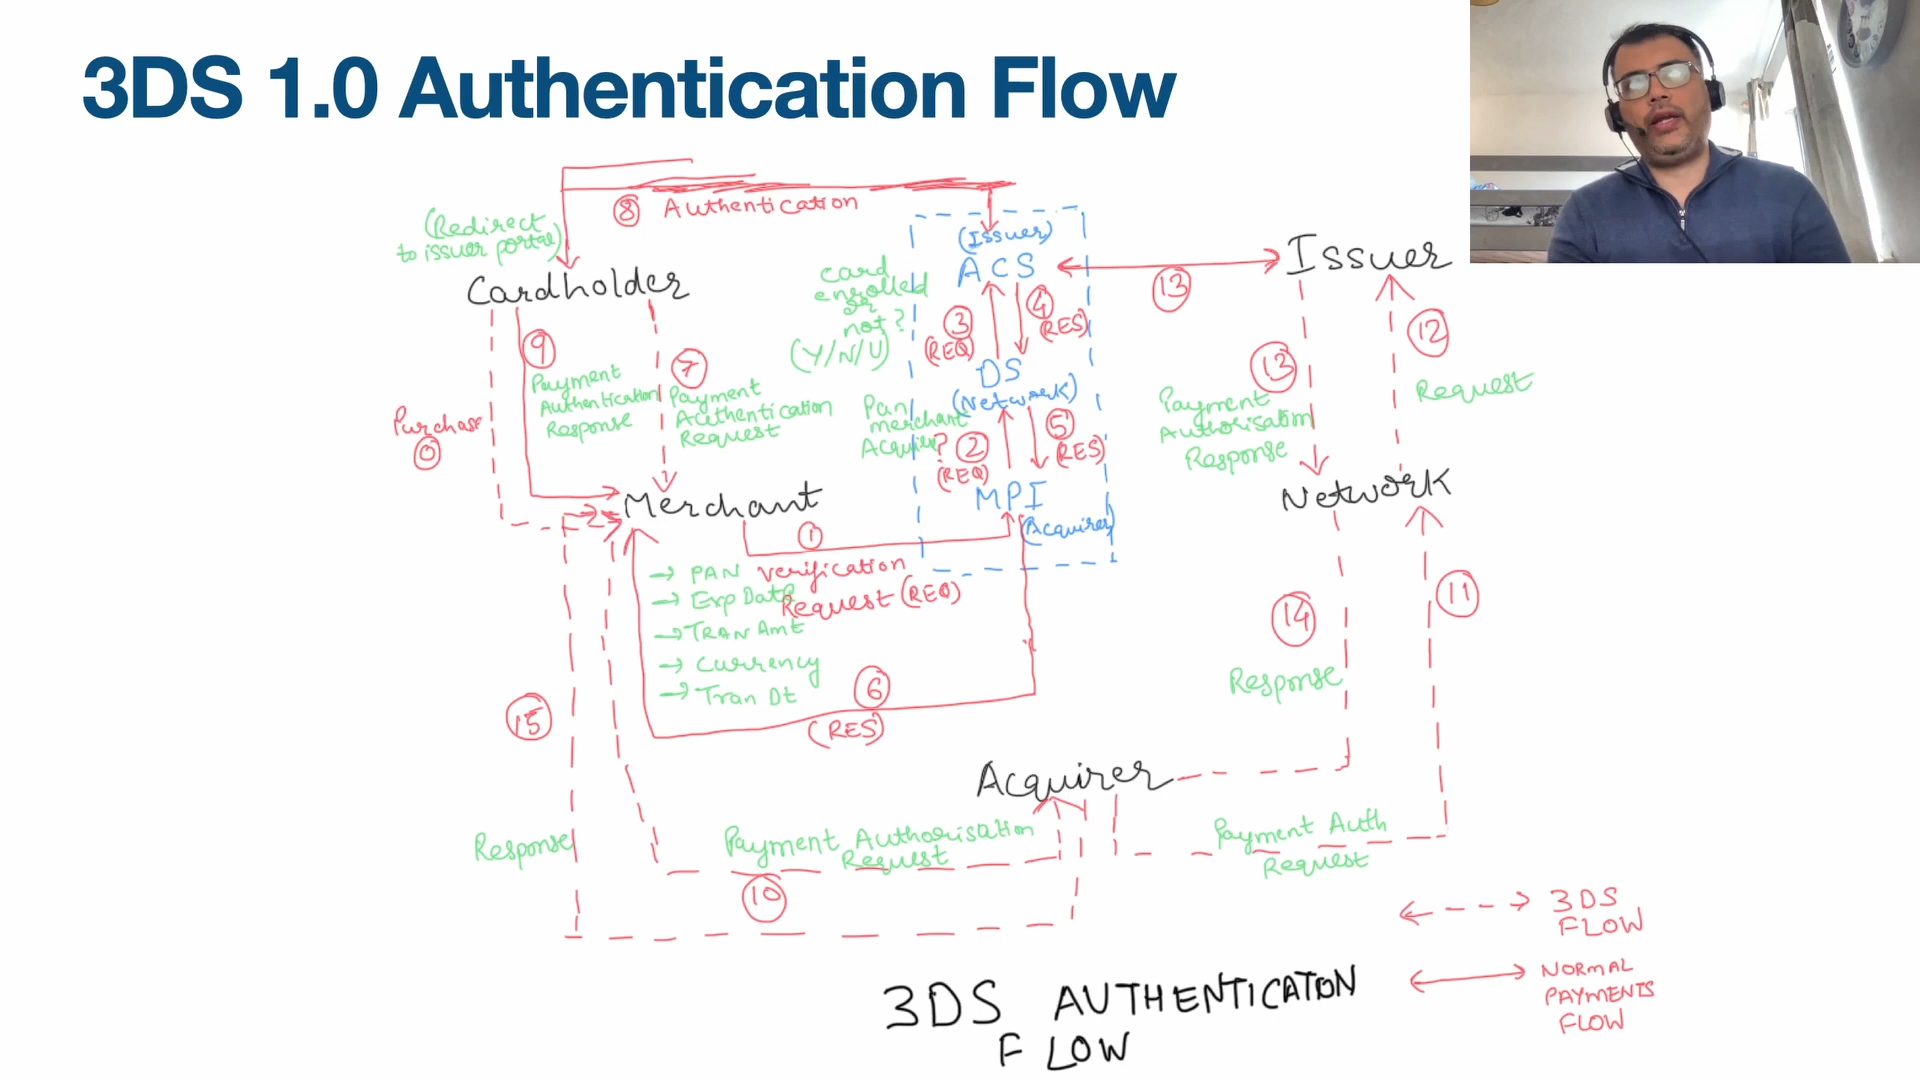 3DS 1.0 Authentication Flow
8 Authentication
(Redirect
to issuer portal)
Cardholder
(Issuer)
ACS
13
Issuer
card
enrolled
or
not?
(Y/N/U)
3
(REQ)
4
(RES)
DS
(Network)
9
Payment
Authentication
Response
7
Payment
Authentication
Request
Purchase
0
Pan
merchant
Acquirer?
2
(REQ)
5
(RES)
MPI
(Acquirer)
13
Payment
Authorisation
Response
12
Request
Network
Merchant
1
Verification
Request (REQ)
→ PAN
→ Exp Date
→ TRAN Amt
→ Currency
→ Tran Dt
6
(RES)
14
Response
11
15
Response
Acquirer
Payment Authorisation
Request
10
Payment Auth
Request
3DS
FLOW
NORMAL
PAYMENTS
FLOW
3DS AUTHENTICATION
FLOW